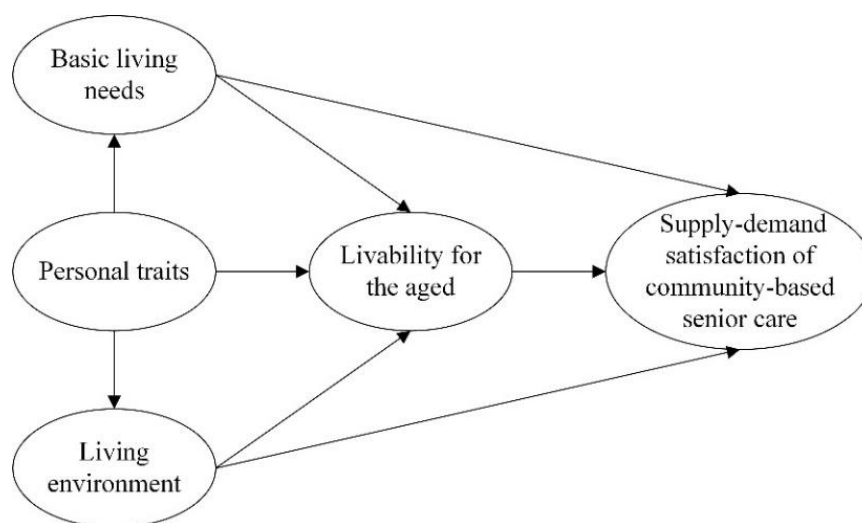 Basic living
needs
Personal traits
Livability for
the aged
Supply-demand
satisfaction of
community-based
senior care
Living
environment